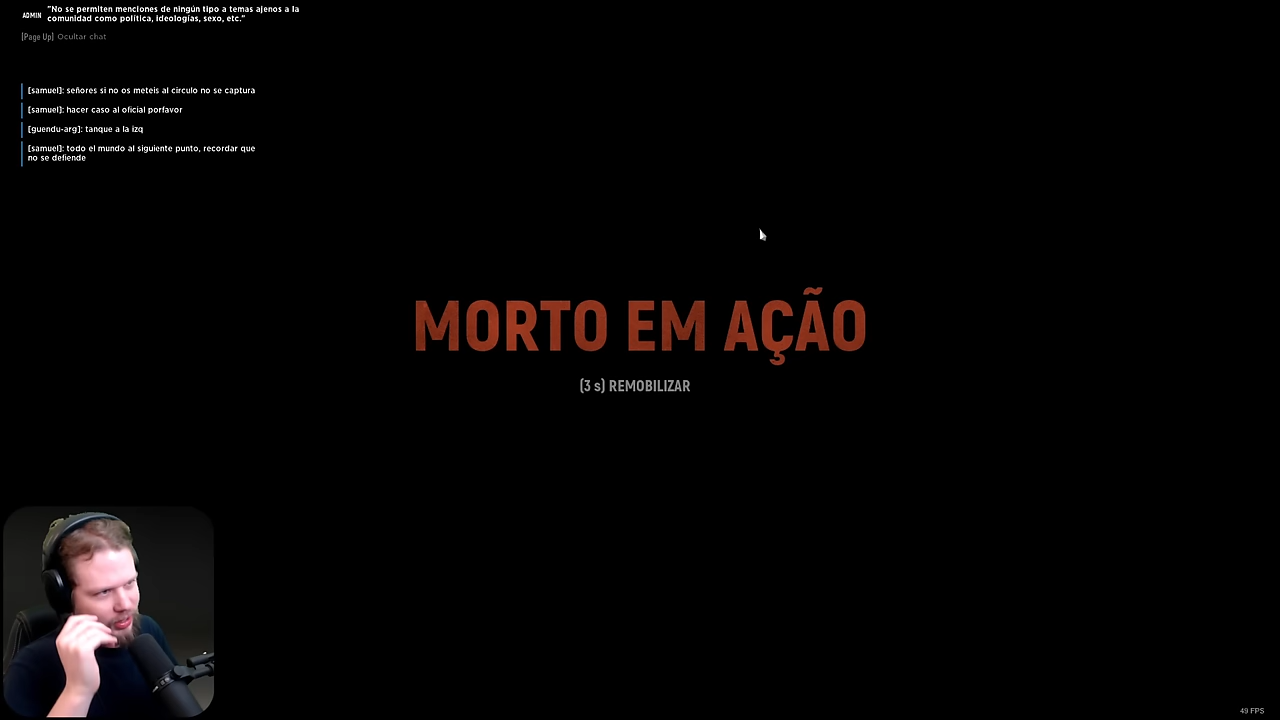 ADMIN "No se permiten menciones de ningún tipo a temas ajenos a la
comunidad como política, ideologías, sexo, etc."
[Page Up] Ocultar chat
[samuel]: señores si no os meteis al circulo no se captura
[samuel]: hacer caso al oficial porfavor
[guendu-arg]: tanque a la izq
[samuel]: todo el mundo al siguiente punto, recordar que
no se defiende
MORTO EM AÇÃO
(3 s) REMOBILIZAR
49 FPS